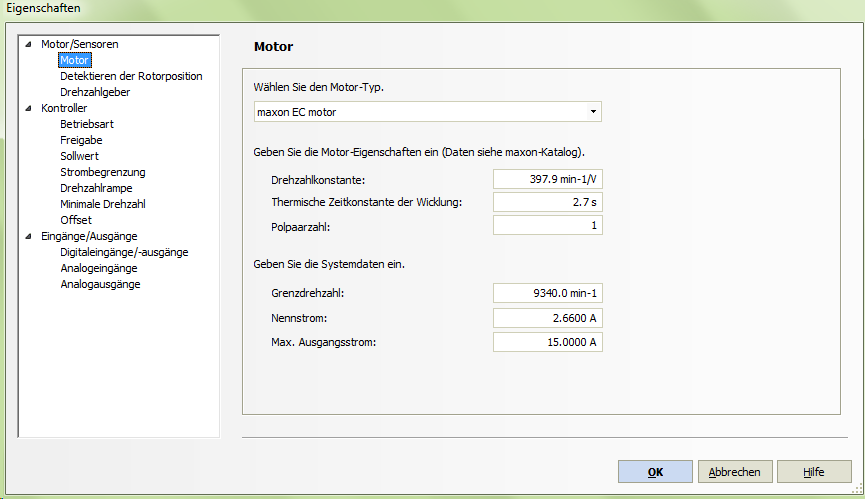 Eigenschaften
Motor/Sensoren
Motor
Detektieren der Rotorposition
Drehzahlgeber
Kontroller
Betriebsart
Freigabe
Sollwert
Strombegrenzung
Drehzahlrampe
Minimale Drehzahl
Offset
Eingänge/Ausgänge
Digitaleingänge/-ausgänge
Analogeingänge
Analogausgänge
Motor
Wählen Sie den Motor-Typ.
maxon EC motor
Geben Sie die Motor-Eigenschaften ein (Daten siehe maxon-Katalog).
Drehzahlkonstante: 397.9 min-1/V
Thermische Zeitkonstante der Wicklung: 2.7 s
Polpaarzahl: 1
Geben Sie die Systemdaten ein.
Grenzdrehzahl: 9340.0 min-1
Nennstrom: 2.6600 A
Max. Ausgangsstrom: 15.0000 A
OK Abbrechen Hilfe